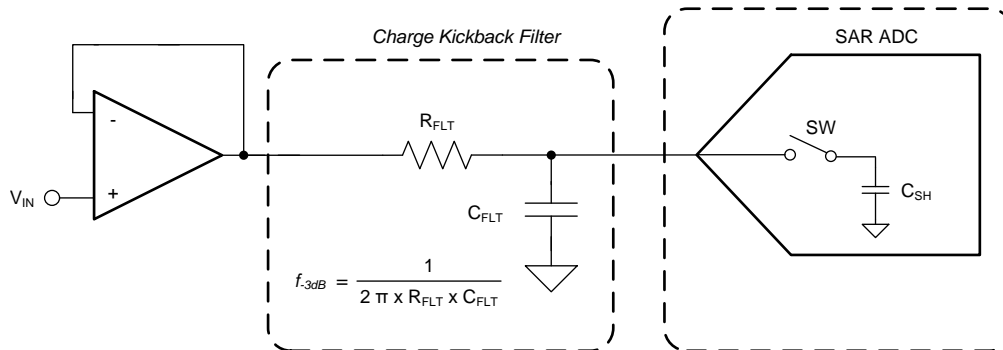 Charge Kickback Filter
SAR ADC
R_FLT
SW
-
+
V_IN
C_FLT
C_SH
f_-3dB = 1 / (2 π x R_FLT x C_FLT)